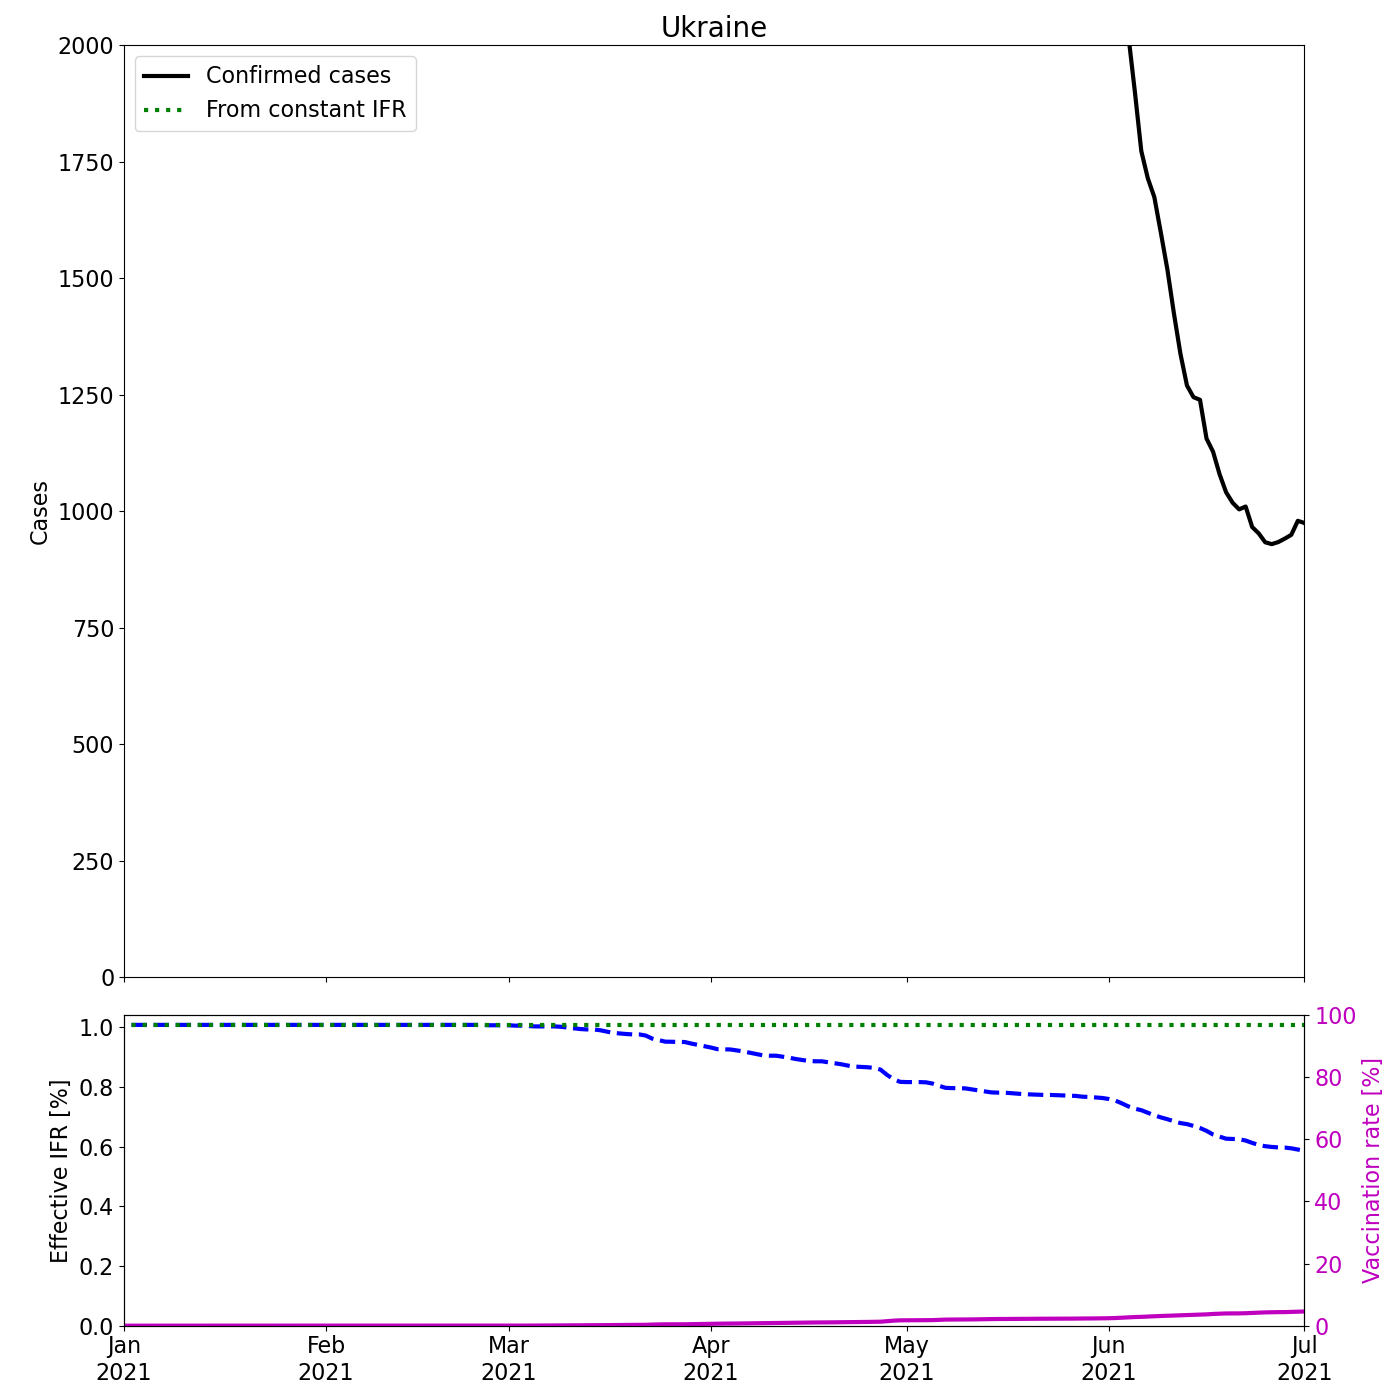 Ukraine
2000
1750
1500
1250
1000
750
500
250
0
Cases
Confirmed cases
From constant IFR
1.0
0.8
0.6
0.4
0.2
0.0
Effective IFR [%]
100
80
60
40
20
0
Vaccination rate [%]
Jan Feb Mar Apr May Jun Jul
2021 2021 2021 2021 2021 2021 2021